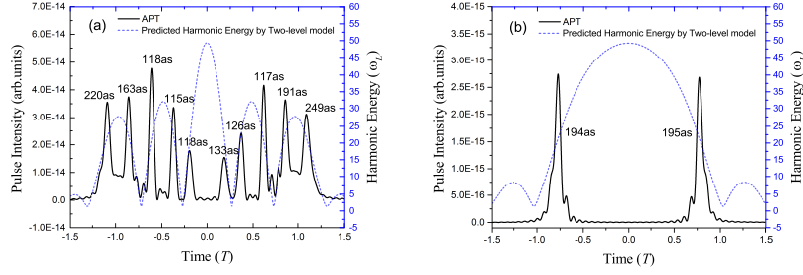 (a)
APT
Predicted Harmonic Energy by Two-level model
7.0E-14
6.0E-14
5.0E-14
4.0E-14
3.0E-14
2.0E-14
1.0E-14
0.0
-1.0E-14
Pulse Intensity (arb.units)
220as
163as
118as
115as
118as
133as
126as
117as
191as
249as
60
55
50
45
40
35
30
25
20
15
10
5
0
-5
Harmonic Energy (ω_L)
-1.5
-1.0
-0.5
0.0
0.5
1.0
1.5
Time (T)
(b)
APT
Predicted Harmonic Energy by Two-level model
4.0E-15
3.5E-15
3.0E-15
2.5E-15
2.0E-15
1.5E-15
1.0E-15
5.0E-16
0.0
Pulse Intensity (arb.units)
194as
195as
60
55
50
45
40
35
30
25
20
15
10
5
0
-5
Harmonic Energy (ω_L)
-1.5
-1.0
-0.5
0.0
0.5
1.0
1.5
Time (T)